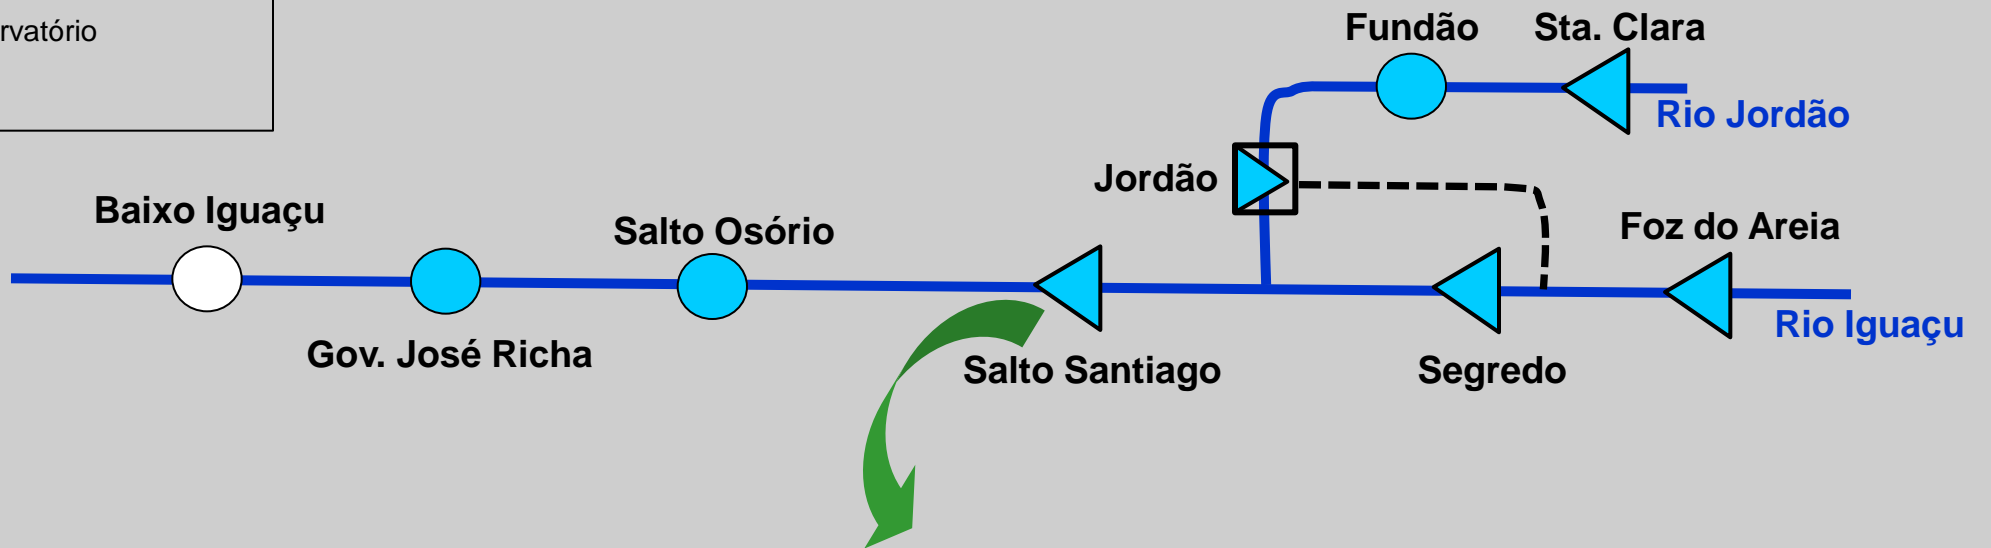 Fundão
Sta. Clara
Rio Jordão
Jordão
Baixo Iguaçu
Salto Osório
Foz do Areia
Rio Iguaçu
Gov. José Richa
Salto Santiago
Segredo